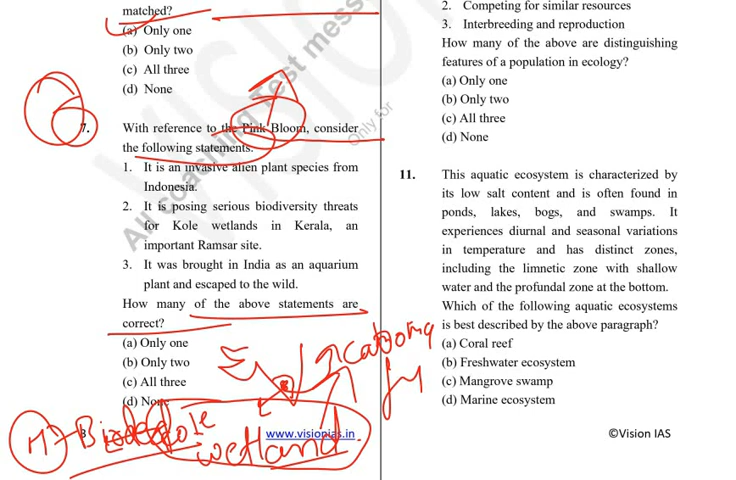 matched?
(a) Only one
(b) Only two
(c) All three
(d) None
7. With reference to the Pink Bloom, consider
the following statements:
1. It is an invasive alien plant species from
Indonesia.
2. It is posing serious biodiversity threats
for Kole wetlands in Kerala, an
important Ramsar site.
3. It was brought in India as an aquarium
plant and escaped to the wild.
How many of the above statements are
correct?
(a) Only one
(b) Only two
(c) All three
(d) None
wetland
www.visionias.in
2. Competing for similar resources
3. Interbreeding and reproduction
How many of the above are distinguishing
features of a population in ecology?
(a) Only one
(b) Only two
(c) All three
(d) None
11. This aquatic ecosystem is characterized by
its low salt content and is often found in
ponds, lakes, bogs, and swamps. It
experiences diurnal and seasonal variations
in temperature and has distinct zones,
including the limnetic zone with shallow
water and the profundal zone at the bottom.
Which of the following aquatic ecosystems
is best described by the above paragraph?
(a) Coral reef
(b) Freshwater ecosystem
(c) Mangrove swamp
(d) Marine ecosystem
©Vision IAS
All coaching Test mess
Only for
VISION